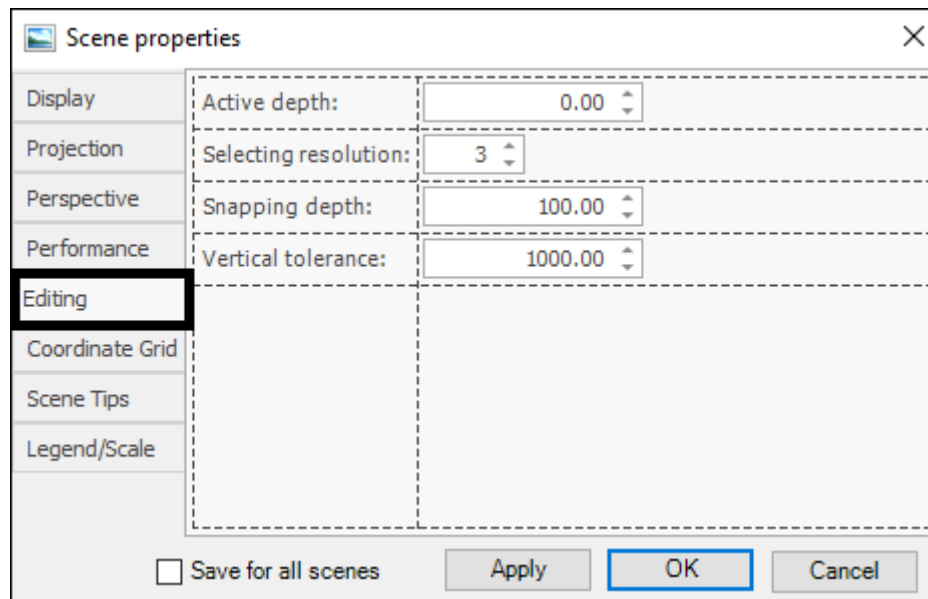 Scene properties
Display
Projection
Perspective
Performance
Editing
Coordinate Grid
Scene Tips
Legend/Scale
Active depth: 0.00
Selecting resolution: 3
Snapping depth: 100.00
Vertical tolerance: 1000.00
Save for all scenes
Apply
OK
Cancel